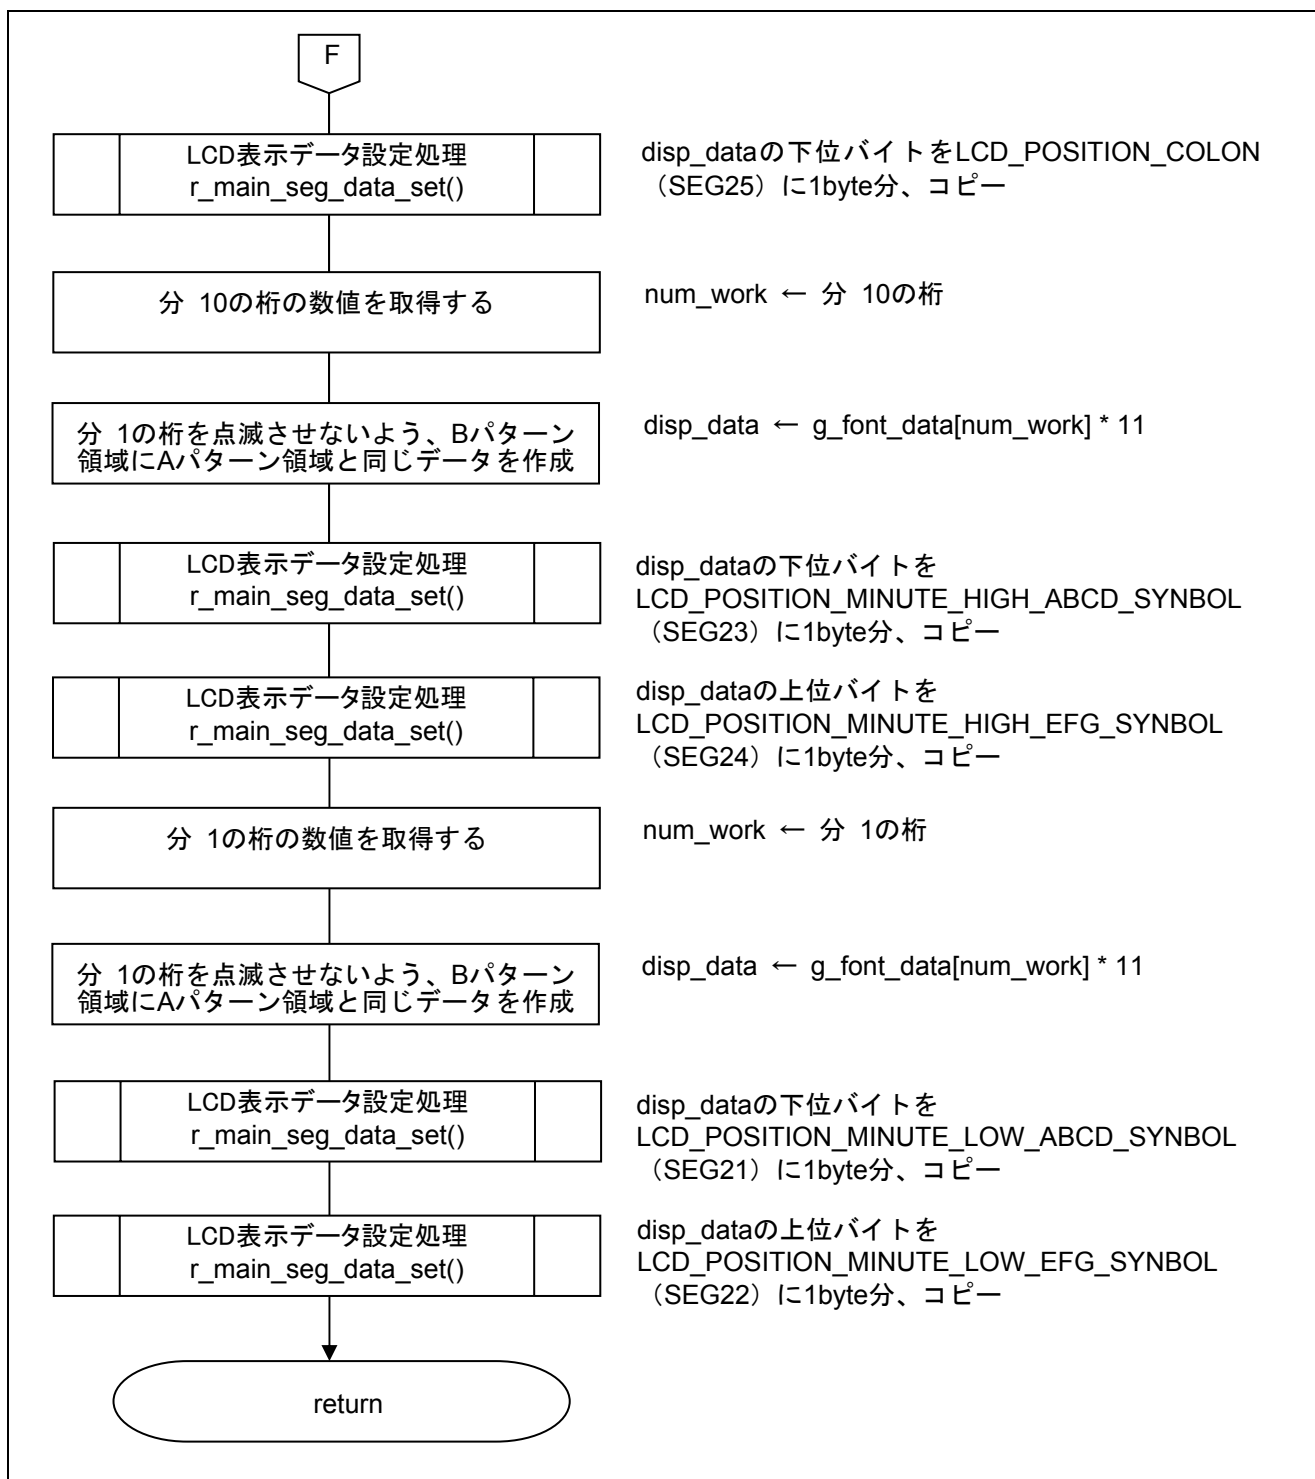 F
LCD表示データ設定処理
r_main_seg_data_set()
disp_dataの下位バイトをLCD_POSITION_COLON
（SEG25）に1byte分、コピー
分 10の桁の数値を取得する
num_work ← 分 10の桁
分 1の桁を点滅させないよう、Bパターン
領域にAパターン領域と同じデータを作成
disp_data ← g_font_data[num_work] * 11
LCD表示データ設定処理
r_main_seg_data_set()
disp_dataの下位バイトを
LCD_POSITION_MINUTE_HIGH_ABCD_SYNBOL
（SEG23）に1byte分、コピー
LCD表示データ設定処理
r_main_seg_data_set()
disp_dataの上位バイトを
LCD_POSITION_MINUTE_HIGH_EFG_SYNBOL
（SEG24）に1byte分、コピー
分 1の桁の数値を取得する
num_work ← 分 1の桁
分 1の桁を点滅させないよう、Bパターン
領域にAパターン領域と同じデータを作成
disp_data ← g_font_data[num_work] * 11
LCD表示データ設定処理
r_main_seg_data_set()
disp_dataの下位バイトを
LCD_POSITION_MINUTE_LOW_ABCD_SYNBOL
（SEG21）に1byte分、コピー
LCD表示データ設定処理
r_main_seg_data_set()
disp_dataの上位バイトを
LCD_POSITION_MINUTE_LOW_EFG_SYNBOL
（SEG22）に1byte分、コピー
return